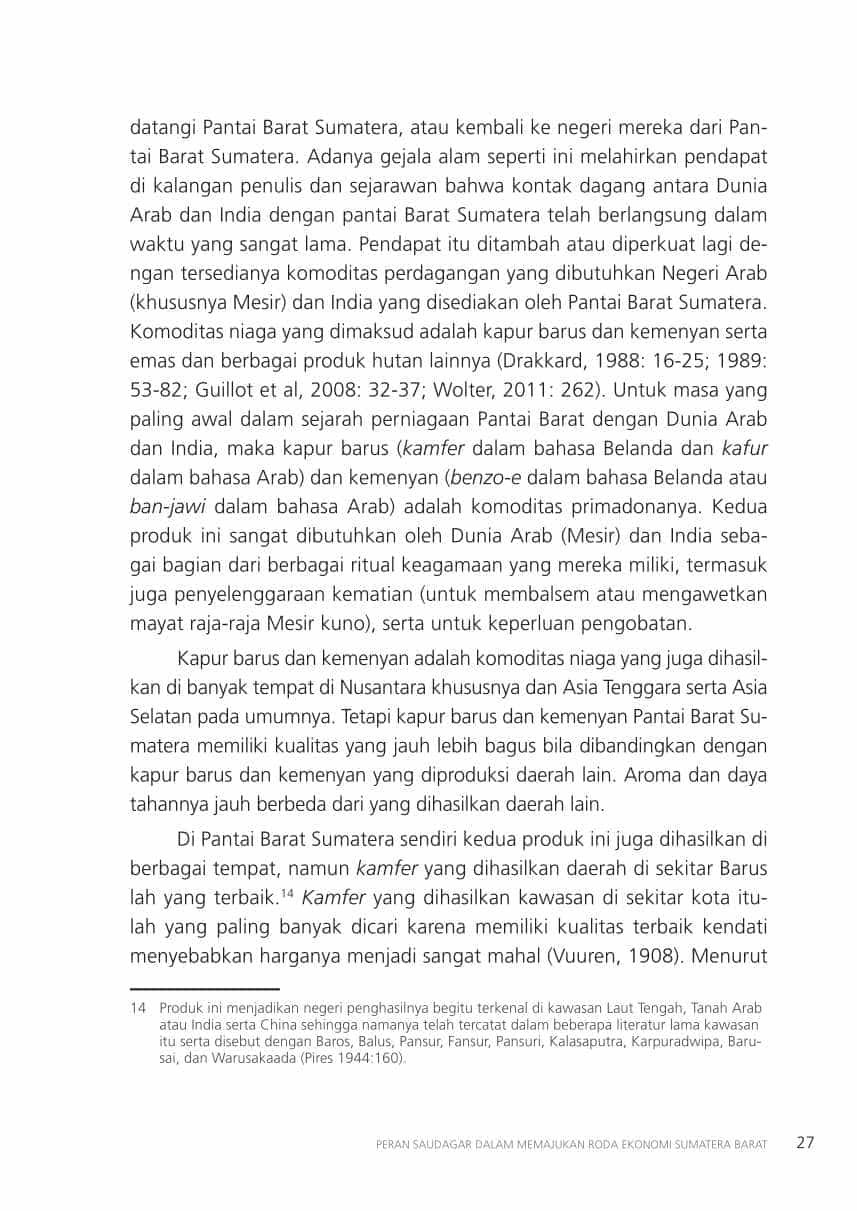 datangi Pantai Barat Sumatera, atau kembali ke negeri mereka dari Pan-
tai Barat Sumatera. Adanya gejala alam seperti ini melahirkan pendapat
di kalangan penulis dan sejarawan bahwa kontak dagang antara Dunia
Arab dan India dengan pantai Barat Sumatera telah berlangsung dalam
waktu yang sangat lama. Pendapat itu ditambah atau diperkuat lagi de-
ngan tersedianya komoditas perdagangan yang dibutuhkan Negeri Arab
(khususnya Mesir) dan India yang disediakan oleh Pantai Barat Sumatera.
Komoditas niaga yang dimaksud adalah kapur barus dan kemenyan serta
emas dan berbagai produk hutan lainnya (Drakkard, 1988: 16-25; 1989:
53-82; Guillot et al, 2008: 32-37; Wolter, 2011: 262). Untuk masa yang
paling awal dalam sejarah perniagaan Pantai Barat dengan Dunia Arab
dan India, maka kapur barus (kamfer dalam bahasa Belanda dan kafur
dalam bahasa Arab) dan kemenyan (benzo-e dalam bahasa Belanda atau
ban-jawi dalam bahasa Arab) adalah komoditas primadonanya. Kedua
produk ini sangat dibutuhkan oleh Dunia Arab (Mesir) dan India seba-
gai bagian dari berbagai ritual keagamaan yang mereka miliki, termasuk
juga penyelenggaraan kematian (untuk membalsem atau mengawetkan
mayat raja-raja Mesir kuno), serta untuk keperluan pengobatan.
Kapur barus dan kemenyan adalah komoditas niaga yang juga dihasil-
kan di banyak tempat di Nusantara khususnya dan Asia Tenggara serta Asia
Selatan pada umumnya. Tetapi kapur barus dan kemenyan Pantai Barat Su-
matera memiliki kualitas yang jauh lebih bagus bila dibandingkan dengan
kapur barus dan kemenyan yang diproduksi daerah lain. Aroma dan daya
tahannya jauh berbeda dari yang dihasilkan daerah lain.
Di Pantai Barat Sumatera sendiri kedua produk ini juga dihasilkan di
berbagai tempat, namun kamfer yang dihasilkan daerah di sekitar Barus
lah yang terbaik.14 Kamfer yang dihasilkan kawasan di sekitar kota itu-
lah yang paling banyak dicari karena memiliki kualitas terbaik kendati
menyebabkan harganya menjadi sangat mahal (Vuuren, 1908). Menurut
14 Produk ini menjadikan negeri penghasilnya begitu terkenal di kawasan Laut Tengah, Tanah Arab
atau India serta China sehingga namanya telah tercatat dalam beberapa literatur lama kawasan
itu serta disebut dengan Baros, Balus, Pansur, Fansur, Pansuri, Kalasaputra, Karpuradwipa, Baru-
sai, dan Warusakaada (Pires 1944:160).
PERAN SAUDAGAR DALAM MEMAJUKAN RODA EKONOMI SUMATERA BARAT 27